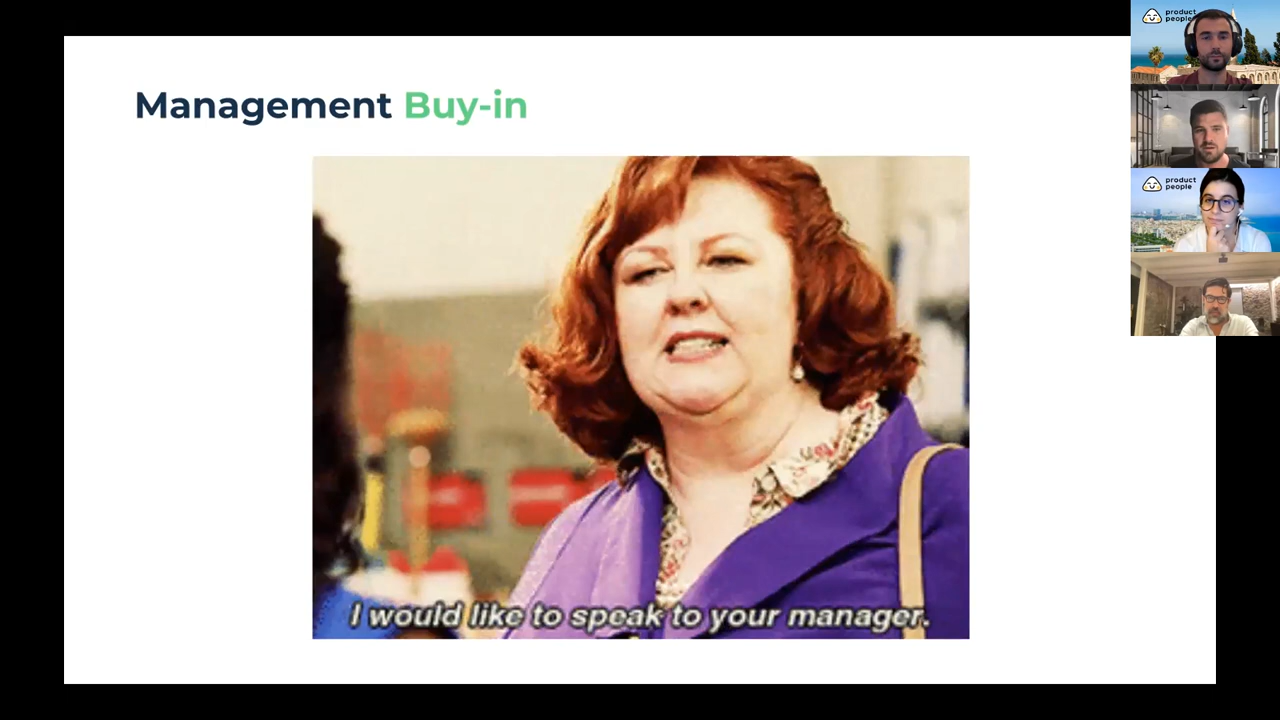 Management Buy-in
I would like to speak to your manager.
product
people
product
people